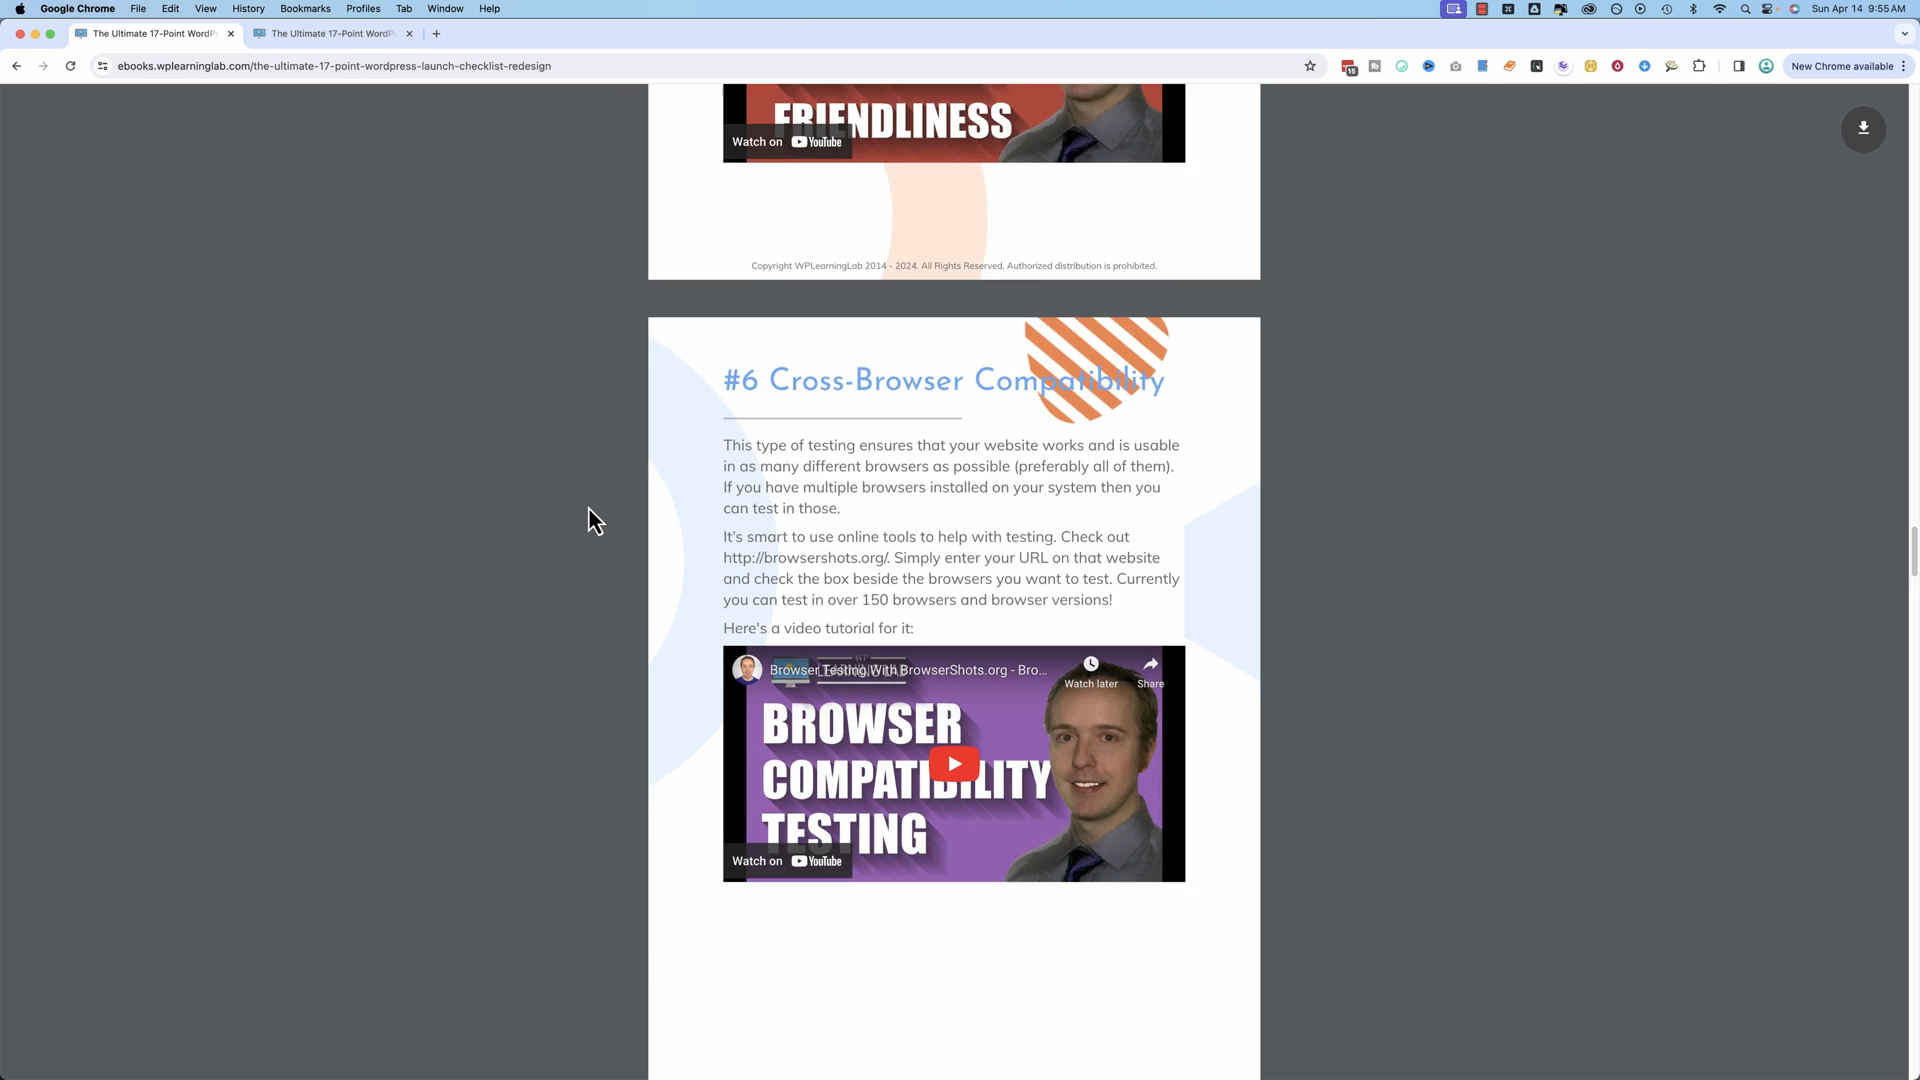 Google Chrome File Edit View History Bookmarks Profiles Tab Window Help Sun Apr 14 9:55 AM
The Ultimate 17-Point WordP The Ultimate 17-Point WordP
ebooks.wplearninglab.com/the-ultimate-17-point-wordpress-launch-checklist-redesign 15 New Chrome available
FRIENDLINESS
Watch on YouTube
Copyright WPLearningLab 2014 - 2024. All Rights Reserved. Authorized distribution is prohibited.
#6 Cross-Browser Compatibility
This type of testing ensures that your website works and is usable
in as many different browsers as possible (preferably all of them).
If you have multiple browsers installed on your system then you
can test in those.
It’s smart to use online tools to help with testing. Check out
http://browsershots.org/. Simply enter your URL on that website
and check the box beside the browsers you want to test. Currently
you can test in over 150 browsers and browser versions!
Here's a video tutorial for it:
Browser Testing With BrowserShots.org - Bro...
Watch later Share
BROWSER
COMPATIBILITY
TESTING
Watch on YouTube